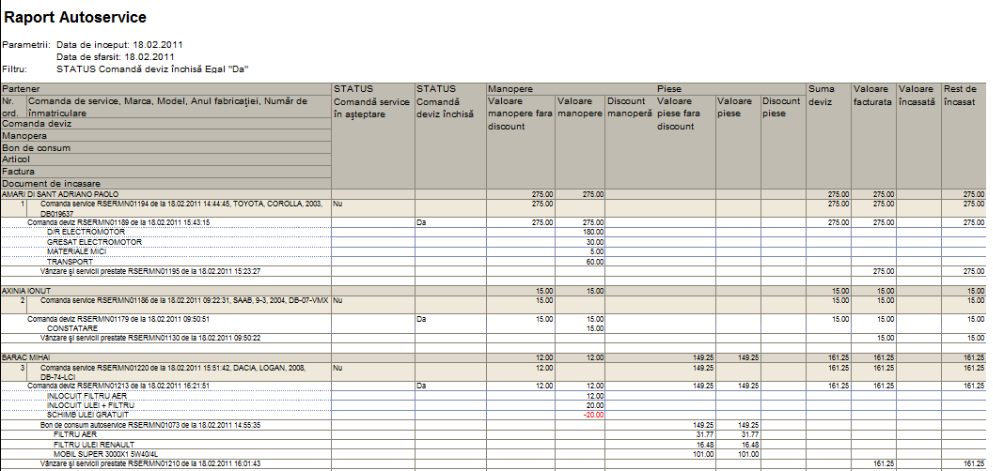 Raport Autoservice
Parametrii: Data de inceput: 18.02.2011
Data de sfarsit: 18.02.2011
Filtru: STATUS Comandă deviz închisă Egal "Da"
Partener STATUS STATUS Manopere Piese Suma Valoare Valoare Rest de
Nr. Comanda de service, Marca, Model, Anul fabricației, Număr de Comandă service Comandă Valoare Valoare Discount Valoare Valoare Disocunt deviz facturata încasată încasat
ord. înmatriculare în așteptare deviz închisă manopere fara manopere manoperă piese fara piese piese
Comanda deviz discount discount
Manopera
Bon de consum
Articol
Factura
Document de incasare
AMARI DI SANT ADRIANO PAOLO 275.00 275.00 275.00 275.00 275.00
1 Comanda service RSERMN01194 de la 18.02.2011 14:44:45, TOYOTA, COROLLA, 2003, Nu 275.00 275.00 275.00 275.00
DB019637
Comanda deviz RSERMN01189 de la 18.02.2011 15:43:15 Da 275.00 275.00 275.00 275.00 275.00
D/R ELECTROMOTOR 180.00
GRESAT ELECTROMOTOR 30.00
MATERIALE MICI 5.00
TRANSPORT 60.00
Vânzare și servicii prestate RSERMN01195 de la 18.02.2011 15:23:27 275.00 275.00
AXINIA IONUT 15.00 15.00 15.00 15.00 15.00
2 Comanda service RSERMN01186 de la 18.02.2011 09:22:31, SAAB, 9-3, 2004, DB-07-VMX Nu 15.00 15.00 15.00 15.00
Comanda deviz RSERMN01179 de la 18.02.2011 09:50:51 Da 15.00 15.00 15.00 15.00 15.00
CONSTATARE 15.00
Vânzare și servicii prestate RSERMN01130 de la 18.02.2011 09:50:22 15.00 15.00
BARAC MIHAI 12.00 12.00 149.25 149.25 161.25 161.25 161.25
3 Comanda service RSERMN01220 de la 18.02.2011 15:51:42, DACIA, LOGAN, 2008, Nu 12.00 149.25 161.25 161.25 161.25
DB-74-LCI
Comanda deviz RSERMN01213 de la 18.02.2011 16:21:51 Da 12.00 12.00 149.25 149.25 161.25 161.25 161.25
INLOCUIT FILTRU AER 12.00
INLOCUIT ULEI + FILTRU 20.00
SCHIMB ULEI GRATUIT -20.00
Bon de consum autoservice RSERMN01073 de la 18.02.2011 14:55:35 149.25 149.25
FILTRU AER 31.77 31.77
FILTRU ULEI RENAULT 16.48 16.48
MOBIL SUPER 3000X1 5W40/4L 101.00 101.00
Vânzare și servicii prestate RSERMN01210 de la 18.02.2011 16:01:43 161.25 161.25